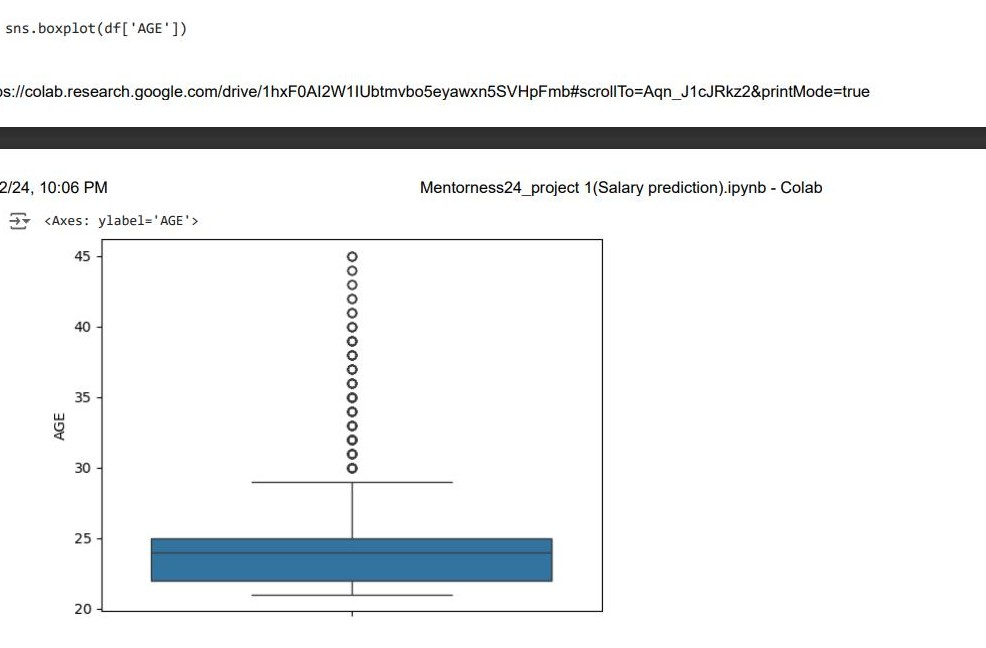 sns.boxplot(df['AGE'])
ps://colab.research.google.com/drive/1hxF0AI2W1IUbtmvbo5eyawxn5SVHpFmb#scrollTo=Aqn_J1cJRkz2&printMode=true
2/24, 10:06 PM
Mentorness24_project 1(Salary prediction).ipynb - Colab
<Axes: ylabel='AGE'>
45
40
35
AGE
30
25
20